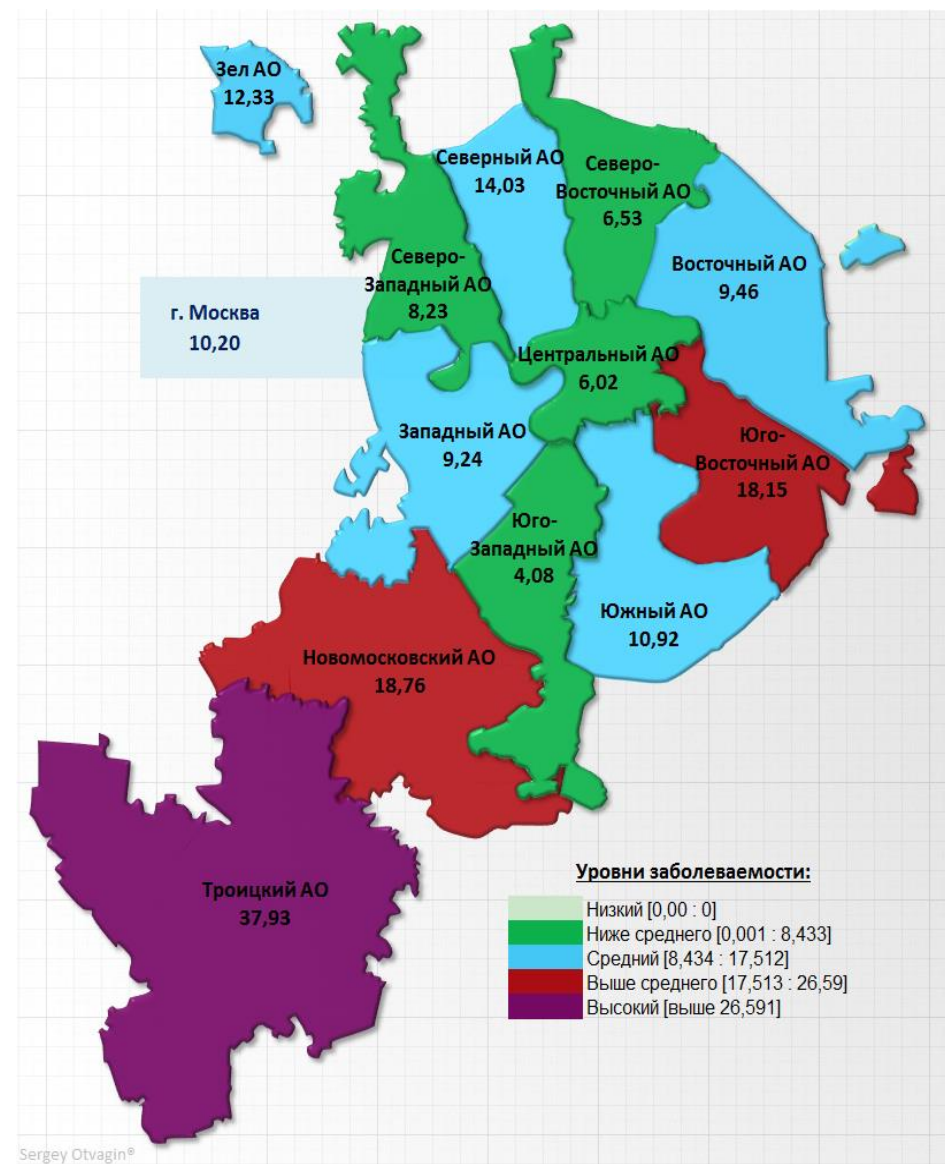 Зел АО
12,33
Северный АО
14,03
Северо-
Восточный АО
6,53
Северо-
Западный АО
8,23
Восточный АО
9,46
г. Москва
10,20
Центральный АО
6,02
Западный АО
9,24
Юго-
Восточный АО
18,15
Юго-
Западный АО
4,08
Южный АО
10,92
Новомосковский АО
18,76
Троицкий АО
37,93
Уровни заболеваемости:
Низкий [0,00 : 0]
Ниже среднего [0,001 : 8,433]
Средний [8,434 : 17,512]
Выше среднего [17,513 : 26,59]
Высокий [выше 26,591]
Sergey Otvagin®